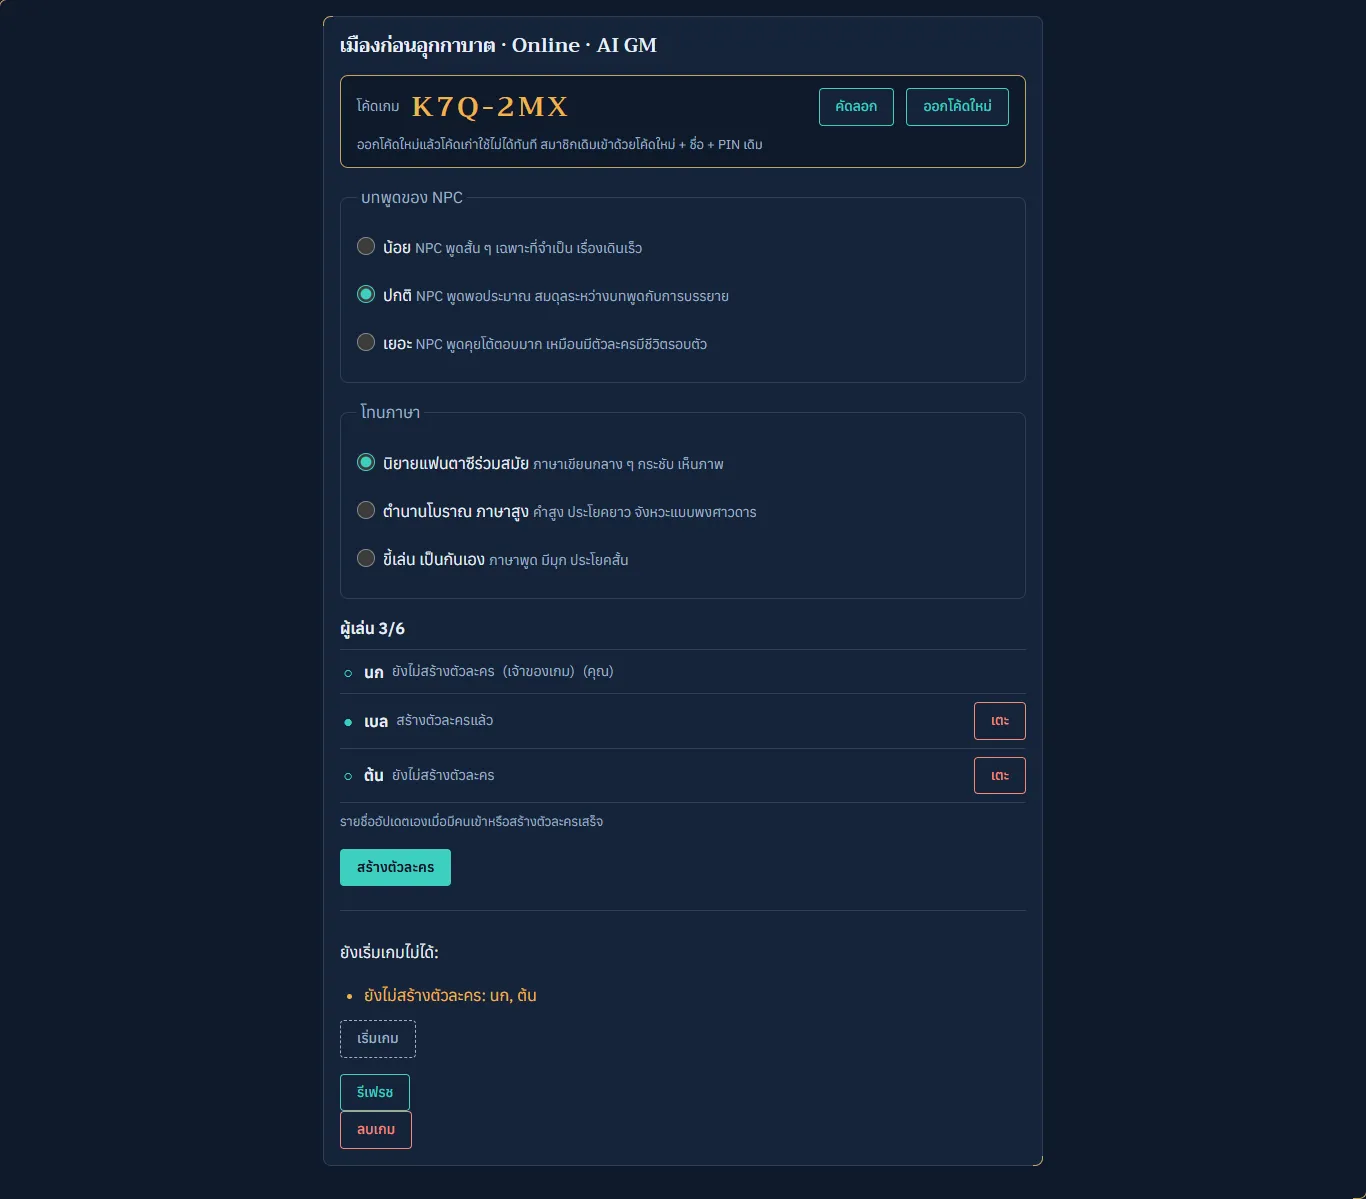 เมืองก่อนอุกกาบาต · Online · AI GM
โค้ดเกม K7Q-2MX คัดลอก ออกโค้ดใหม่
ออกโค้ดใหม่แล้วโค้ดเก่าใช้ไม่ได้ทันที สมาชิกเดิมเข้าด้วยโค้ดใหม่ + ชื่อ + PIN เดิม
บทพูดของ NPC
น้อย NPC พูดสั้น ๆ เฉพาะที่จำเป็น เรื่องเดินเร็ว
ปกติ NPC พูดพอประมาณ สมดุลระหว่างบทพูดกับการบรรยาย
เยอะ NPC พูดคุยโต้ตอบมาก เหมือนมีตัวละครมีชีวิตรอบตัว
โทนภาษา
นิยายแฟนตาซีร่วมสมัย ภาษาเขียนกลาง ๆ กระชับ เห็นภาพ
ตำนานโบราณ ภาษาสูง คำสูง ประโยคยาว จังหวะแบบพงศาวดาร
ขี้เล่น เป็นกันเอง ภาษาพูด มีมุก ประโยคสั้น
ผู้เล่น 3/6
นก ยังไม่สร้างตัวละคร (เจ้าของเกม) (คุณ)
เบล สร้างตัวละครแล้ว เตะ
ต้น ยังไม่สร้างตัวละคร เตะ
รายชื่ออัปเดตเองเมื่อมีคนเข้าหรือสร้างตัวละครเสร็จ
สร้างตัวละคร
ยังเริ่มเกมไม่ได้:
• ยังไม่สร้างตัวละคร: นก, ต้น
เริ่มเกม
รีเฟรช
ลบเกม